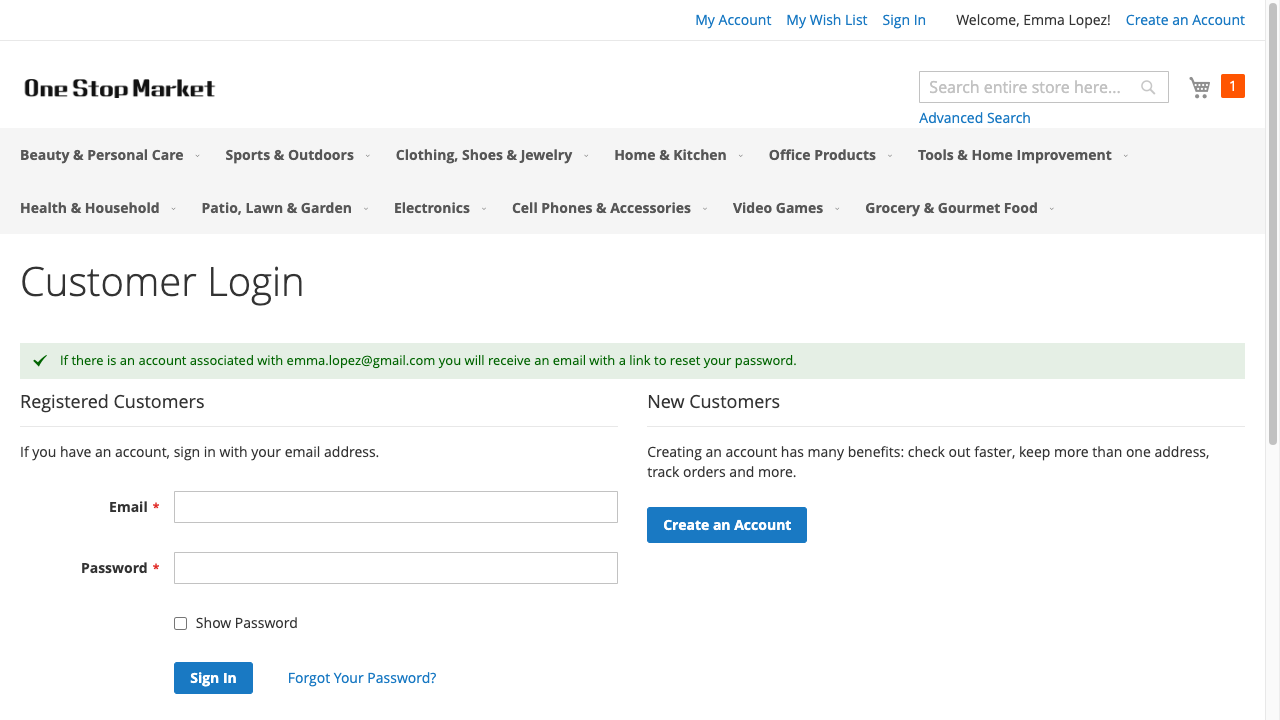 My Account My Wish List Sign In Welcome, Emma Lopez! Create an Account
One Stop Market
Search entire store here...
1
Advanced Search
Beauty & Personal Care Sports & Outdoors Clothing, Shoes & Jewelry Home & Kitchen Office Products Tools & Home Improvement
Health & Household Patio, Lawn & Garden Electronics Cell Phones & Accessories Video Games Grocery & Gourmet Food
Customer Login
If there is an account associated with emma.lopez@gmail.com you will receive an email with a link to reset your password.
Registered Customers
If you have an account, sign in with your email address.
Email *
Password *
Show Password
Sign In Forgot Your Password?
New Customers
Creating an account has many benefits: check out faster, keep more than one address,
track orders and more.
Create an Account